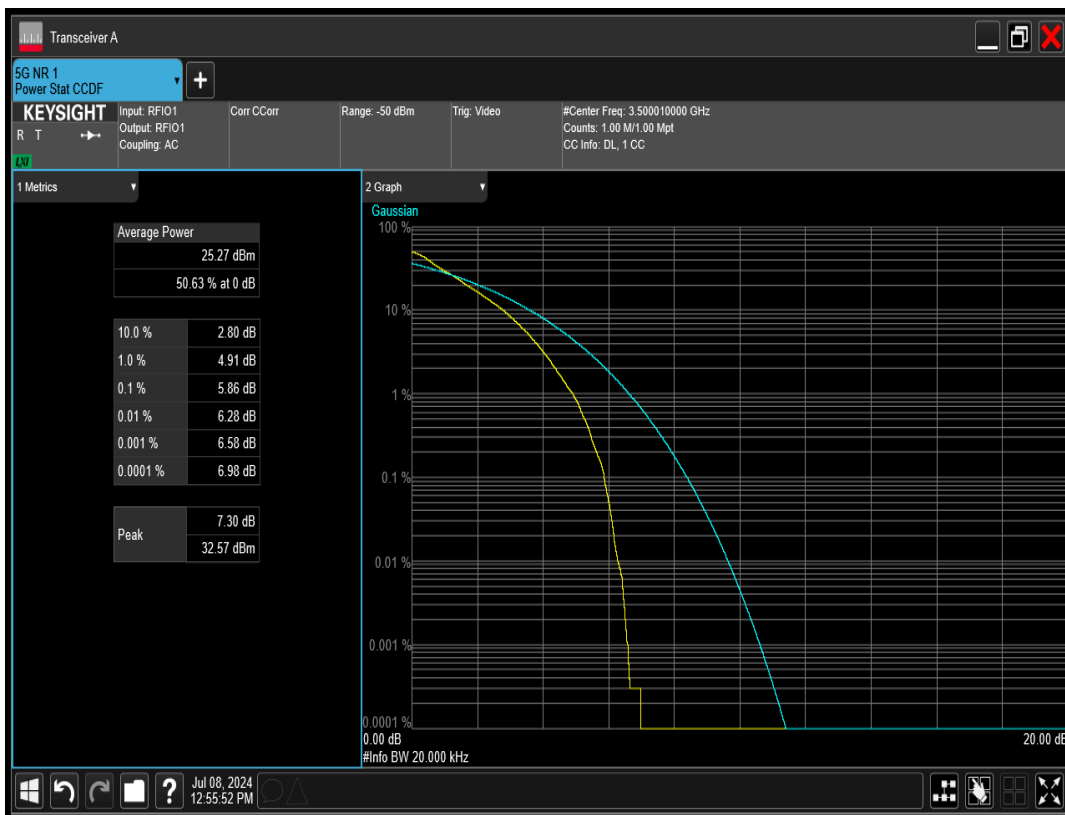 Transceiver A
5G NR 1
Power Stat CCDF
+
KEYSIGHT
R T
LXI
Input: RFIO1
Output: RFIO1
Coupling: AC
Corr CCorr
Range: -50 dBm
Trig: Video
#Center Freq: 3.500010000 GHz
Counts: 1.00 M/1.00 Mpt
CC Info: DL, 1 CC
1 Metrics
Average Power
25.27 dBm
50.63 % at 0 dB
10.0 % 2.80 dB
1.0 % 4.91 dB
0.1 % 5.86 dB
0.01 % 6.28 dB
0.001 % 6.58 dB
0.0001 % 6.98 dB
Peak 7.30 dB
32.57 dBm
2 Graph
Gaussian
100 %
10 %
1 %
0.1 %
0.01 %
0.001 %
0.0001 %
0.00 dB 20.00 dB
#Info BW 20.000 kHz
?
Jul 08, 2024
12:55:52 PM